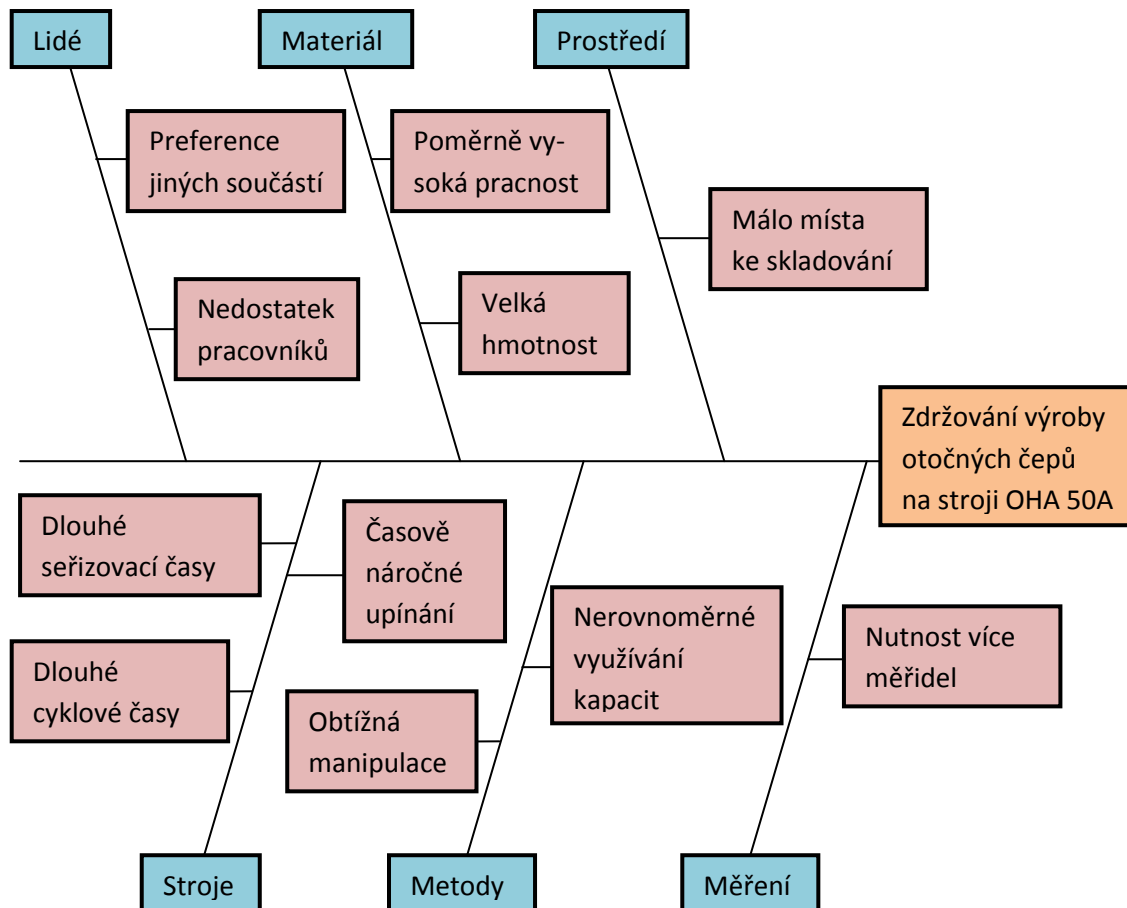 Lidé
Materiál
Prostředí
Preference
jiných součástí
Poměrně vy-
soká pracnost
Málo místa
ke skladování
Nedostatek
pracovníků
Velká
hmotnost
Zdržování výroby
otočných čepů
na stroji OHA 50A
Dlouhé
seřizovací časy
Časově
náročné
upínání
Nerovnoměrné
využívání
kapacit
Nutnost více
měřidel
Dlouhé
cyklové časy
Obtížná
manipulace
Stroje
Metody
Měření